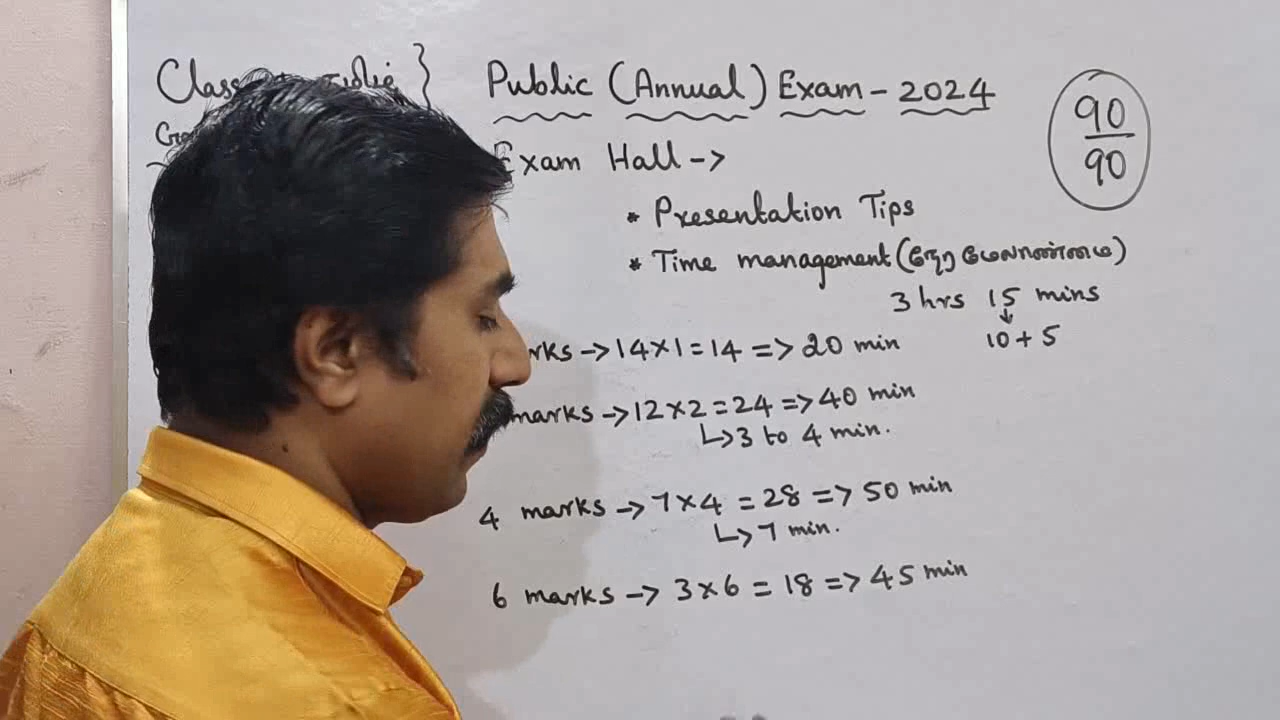 Class தமிழ் }
Public (Annual) Exam - 2024
90
90
Exam Hall ->
* Presentation Tips
* Time management (நேர மேலாண்மை)
3 hrs 15 mins
10 + 5
rks -> 14 × 1 = 14 => 20 min
marks -> 12 × 2 = 24 => 40 min
↳ 3 to 4 min.
4 marks -> 7 × 4 = 28 => 50 min
↳ 7 min.
6 marks -> 3 × 6 = 18 => 45 min